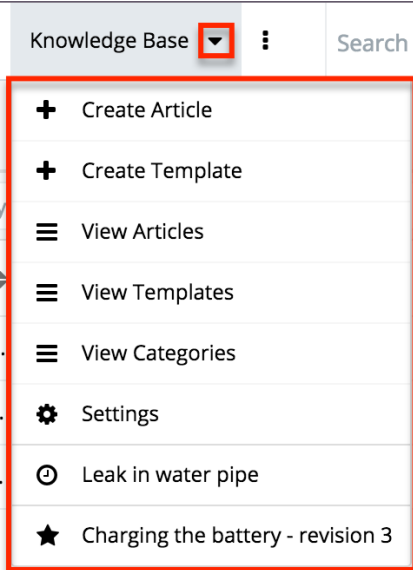 Knowledge Base
Search
Create Article
Create Template
View Articles
View Templates
View Categories
Settings
Leak in water pipe
Charging the battery - revision 3